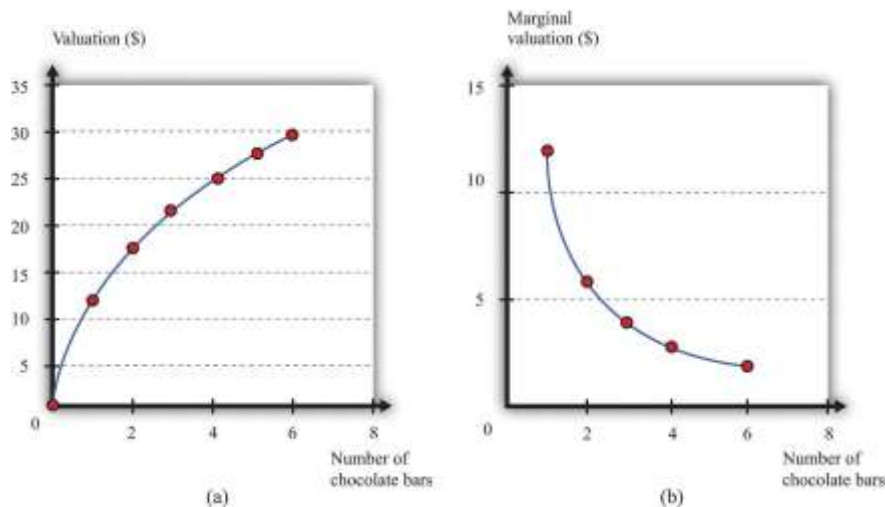 Valuation ($)
35
30
25
20
15
10
5
0
2
4
6
8
Number of
chocolate bars
(a)
Marginal
valuation ($)
15
10
5
0
2
4
6
8
Number of
chocolate bars
(b)